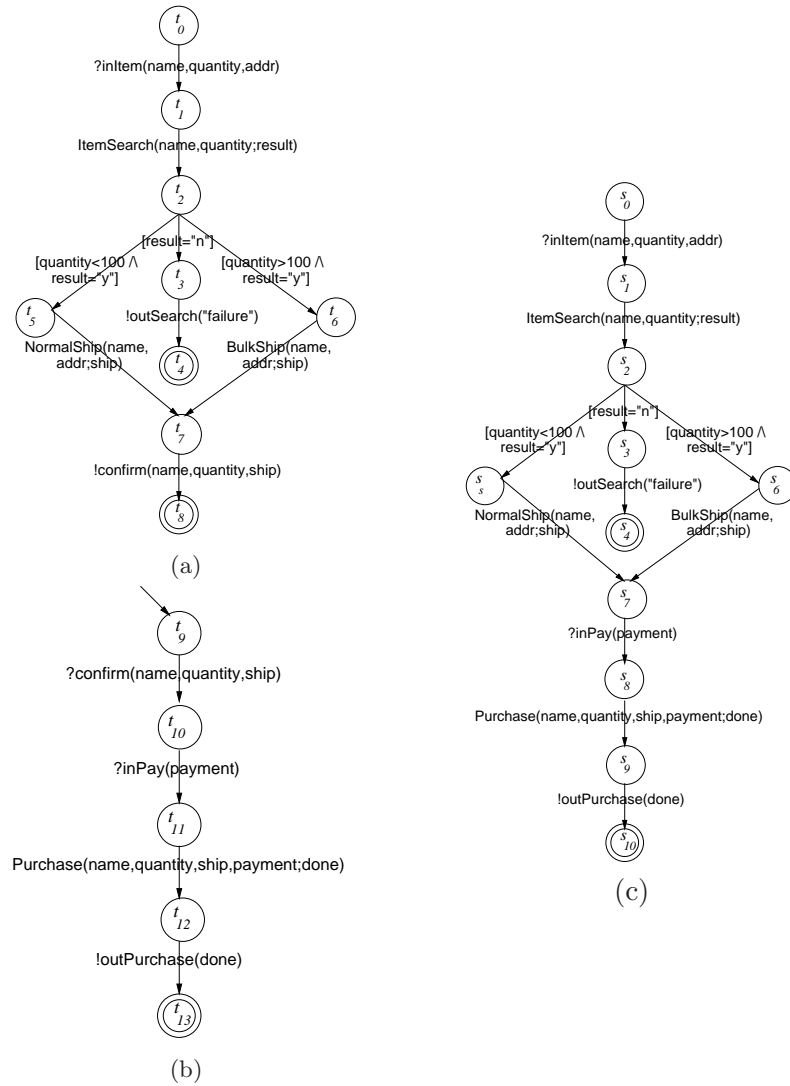 t0
?inItem(name,quantity,addr)
t1
ItemSearch(name,quantity;result)
t2
[result="n"]
[quantity<100 /\
result="y"]
[quantity>100 /\
result="y"]
t3
t5
t6
!outSearch("failure")
NormalShip(name,
addr;ship)
BulkShip(name,
addr;ship)
t4
t7
!confirm(name,quantity,ship)
t8
(a)
t9
?confirm(name,quantity,ship)
t10
?inPay(payment)
t11
Purchase(name,quantity,ship,payment;done)
t12
!outPurchase(done)
t13
(b)
s0
?inItem(name,quantity,addr)
s1
ItemSearch(name,quantity;result)
s2
[result="n"]
[quantity<100 /\
result="y"]
[quantity>100 /\
result="y"]
s3
ss
s6
!outSearch("failure")
NormalShip(name,
addr;ship)
BulkShip(name,
addr;ship)
s4
s7
?inPay(payment)
s8
Purchase(name,quantity,ship,payment;done)
s9
!outPurchase(done)
s10
(c)